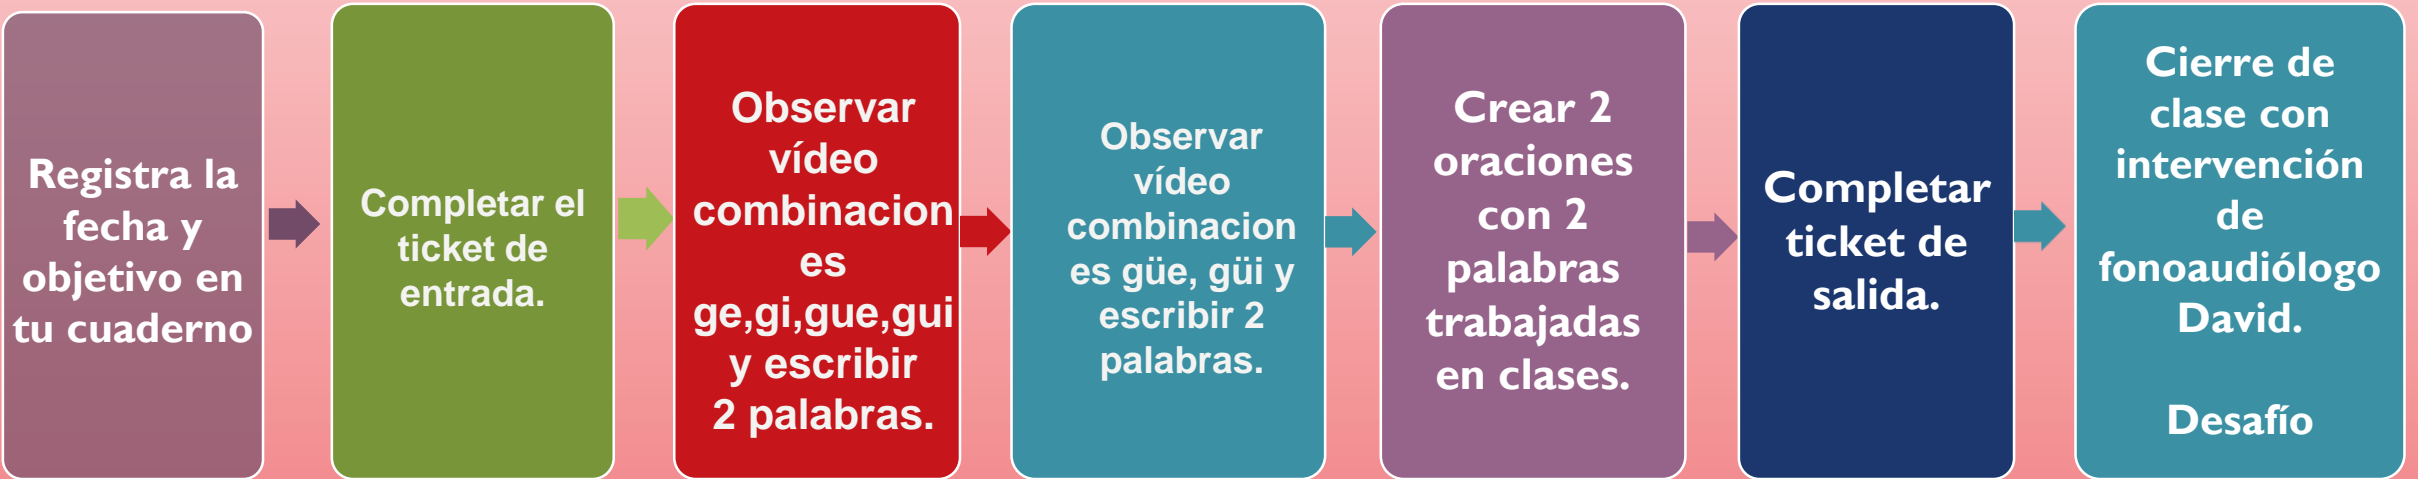 Registra la
fecha y
objetivo en
tu cuaderno
Completar el
ticket de
entrada.
Observar
vídeo
combinacion
es
ge,gi,gue,gui
y escribir
2 palabras.
Observar
vídeo
combinacion
es güe, güi y
escribir 2
palabras.
Crear 2
oraciones
con 2
palabras
trabajadas
en clases.
Completar
ticket de
salida.
Cierre de
clase con
intervención
de
fonoaudiólogo
David.
Desafío